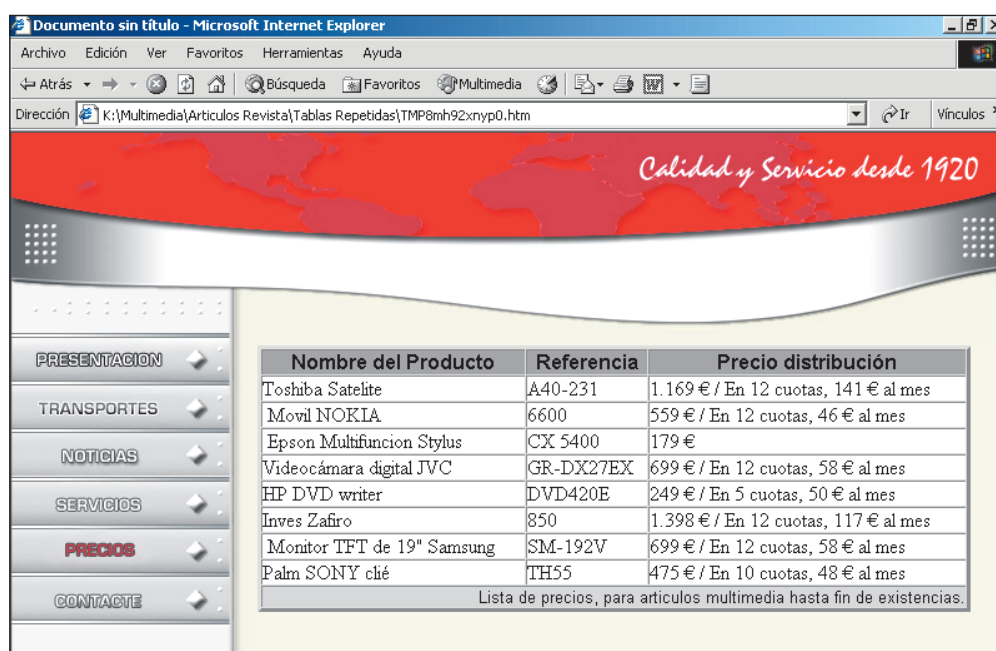 Documento sin título - Microsoft Internet Explorer
Archivo Edición Ver Favoritos Herramientas Ayuda
Atrás Búsqueda Favoritos Multimedia
Dirección K:\Multimedia\Articulos Revista\Tablas Repetidas\TMP8mh92xnyp0.htm Ir Vínculos
Calidad y Servicio desde 1920
PRESENTACION
TRANSPORTES
NOTICIAS
SERVICIOS
PRECIOS
CONTACTE
Nombre del Producto Referencia Precio distribución
Toshiba Satelite A40-231 1.169 € / En 12 cuotas, 141 € al mes
Movil NOKIA 6600 559 € / En 12 cuotas, 46 € al mes
Epson Multifuncion Stylus CX 5400 179 €
Videocámara digital JVC GR-DX27EX 699 € / En 12 cuotas, 58 € al mes
HP DVD writer DVD420E 249 € / En 5 cuotas, 50 € al mes
Inves Zafiro 850 1.398 € / En 12 cuotas, 117 € al mes
Monitor TFT de 19" Samsung SM-192V 699 € / En 12 cuotas, 58 € al mes
Palm SONY clié TH55 475 € / En 10 cuotas, 48 € al mes
Lista de precios, para articulos multimedia hasta fin de existencias.